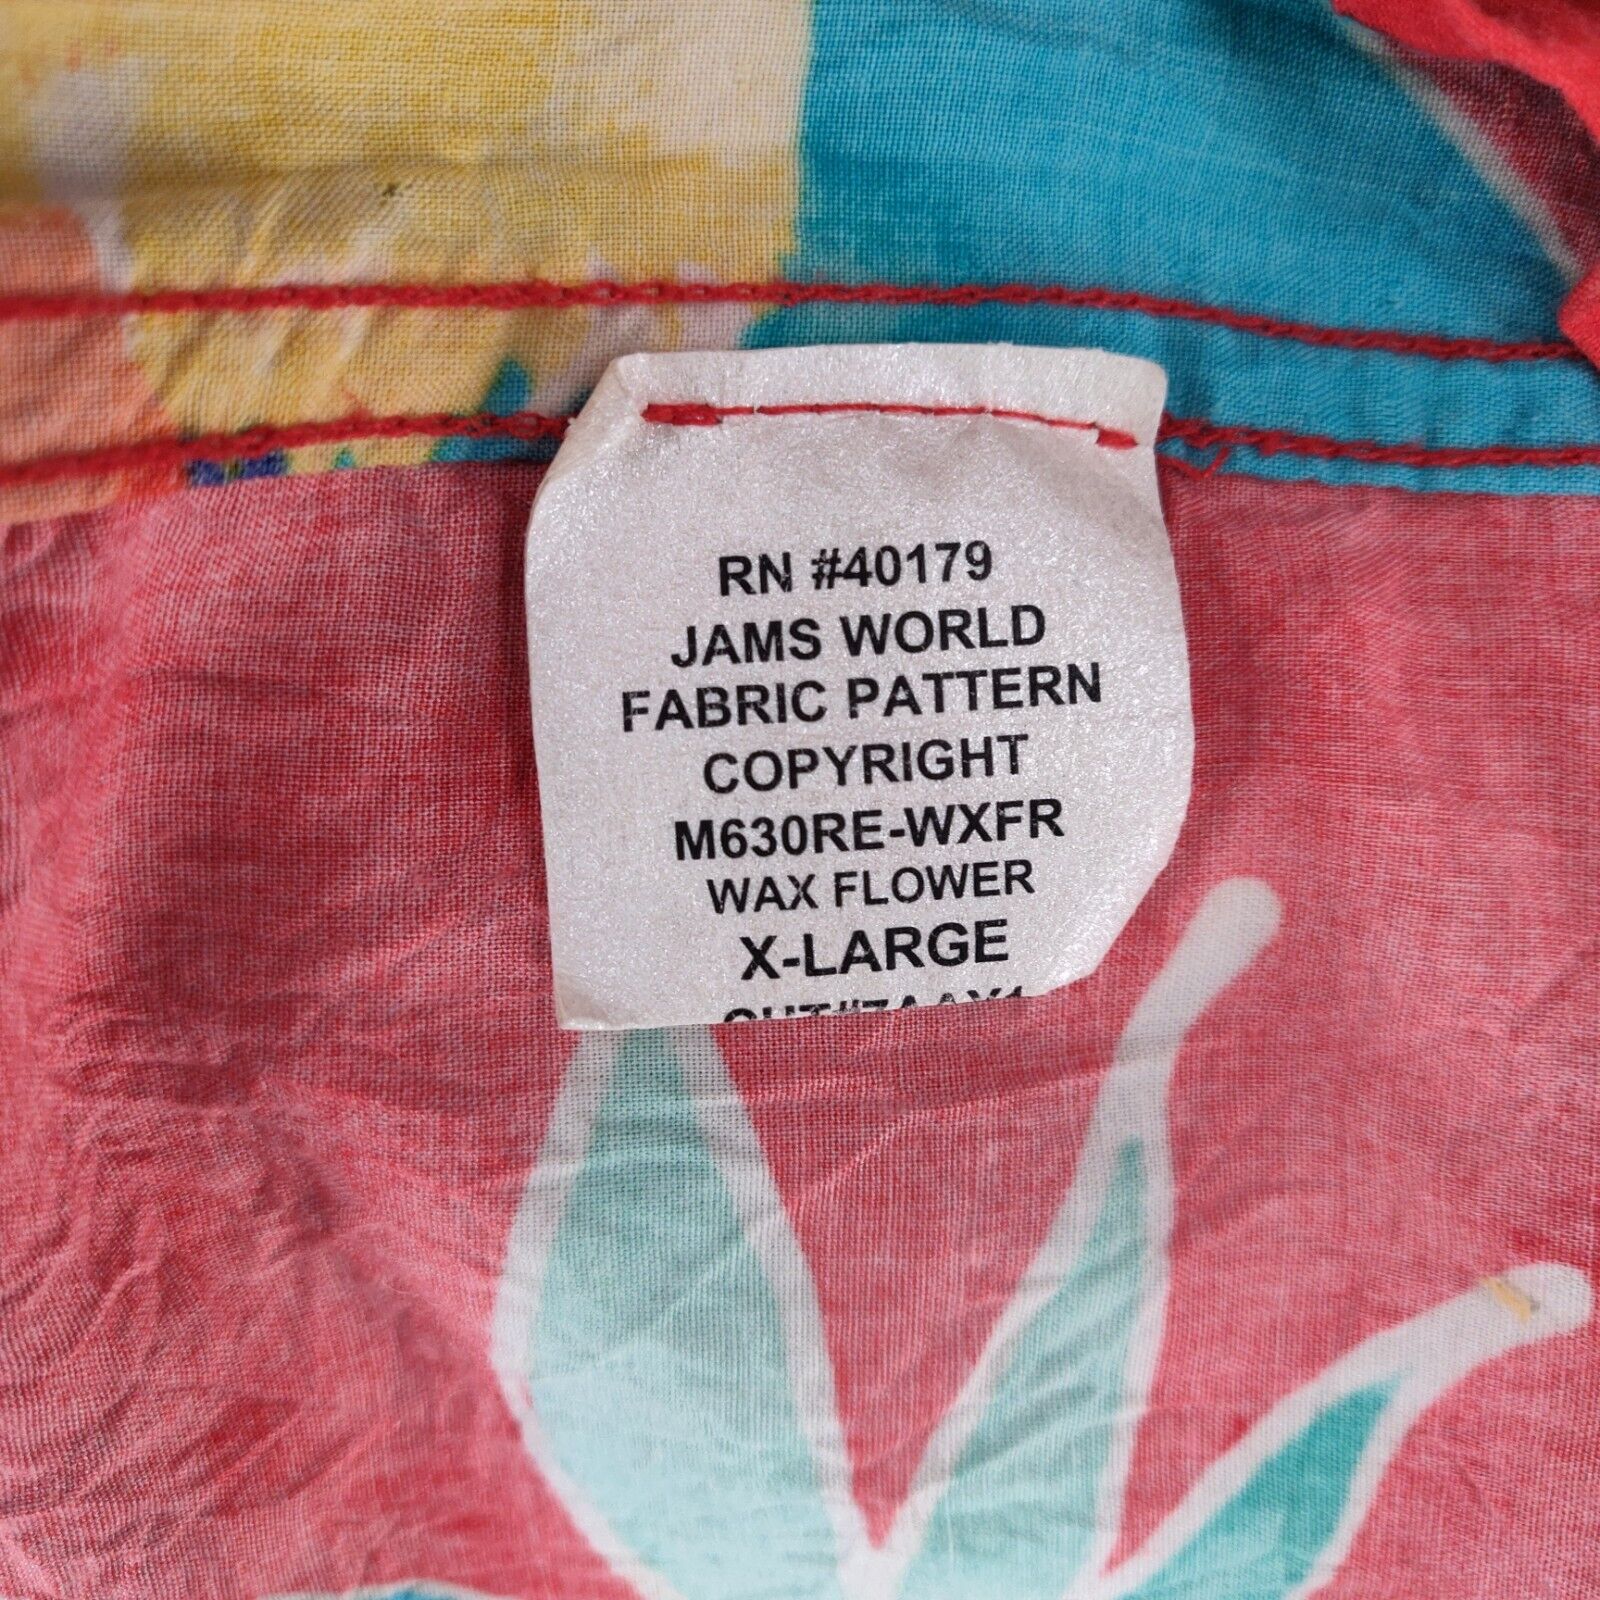 RN #40179
JAMS WORLD
FABRIC PATTERN
COPYRIGHT
M630RE-WXFR
WAX FLOWER
X-LARGE